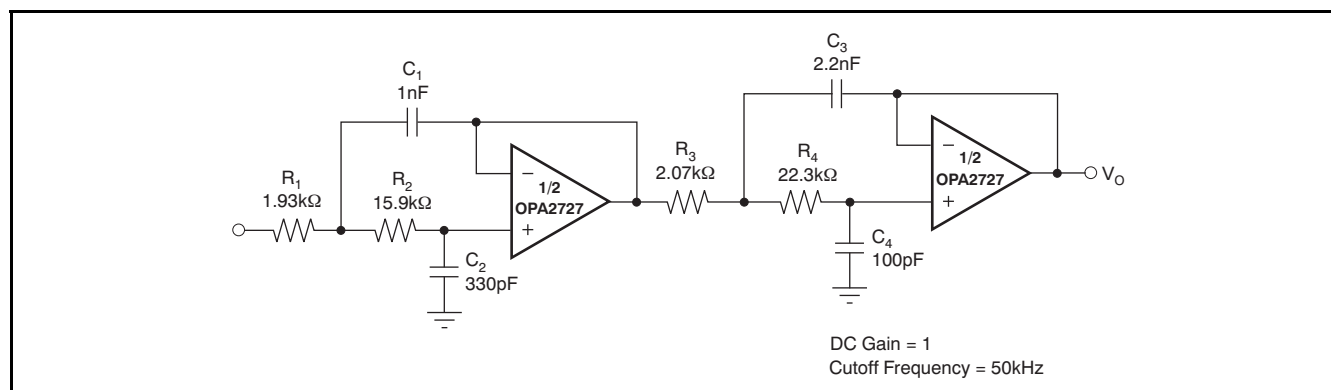 C1
1nF
R1
1.93kΩ
R2
15.9kΩ
C2
330pF
−
+
1/2
OPA2727
R3
2.07kΩ
C3
2.2nF
R4
22.3kΩ
C4
100pF
−
+
1/2
OPA2727
VO
DC Gain = 1
Cutoff Frequency = 50kHz